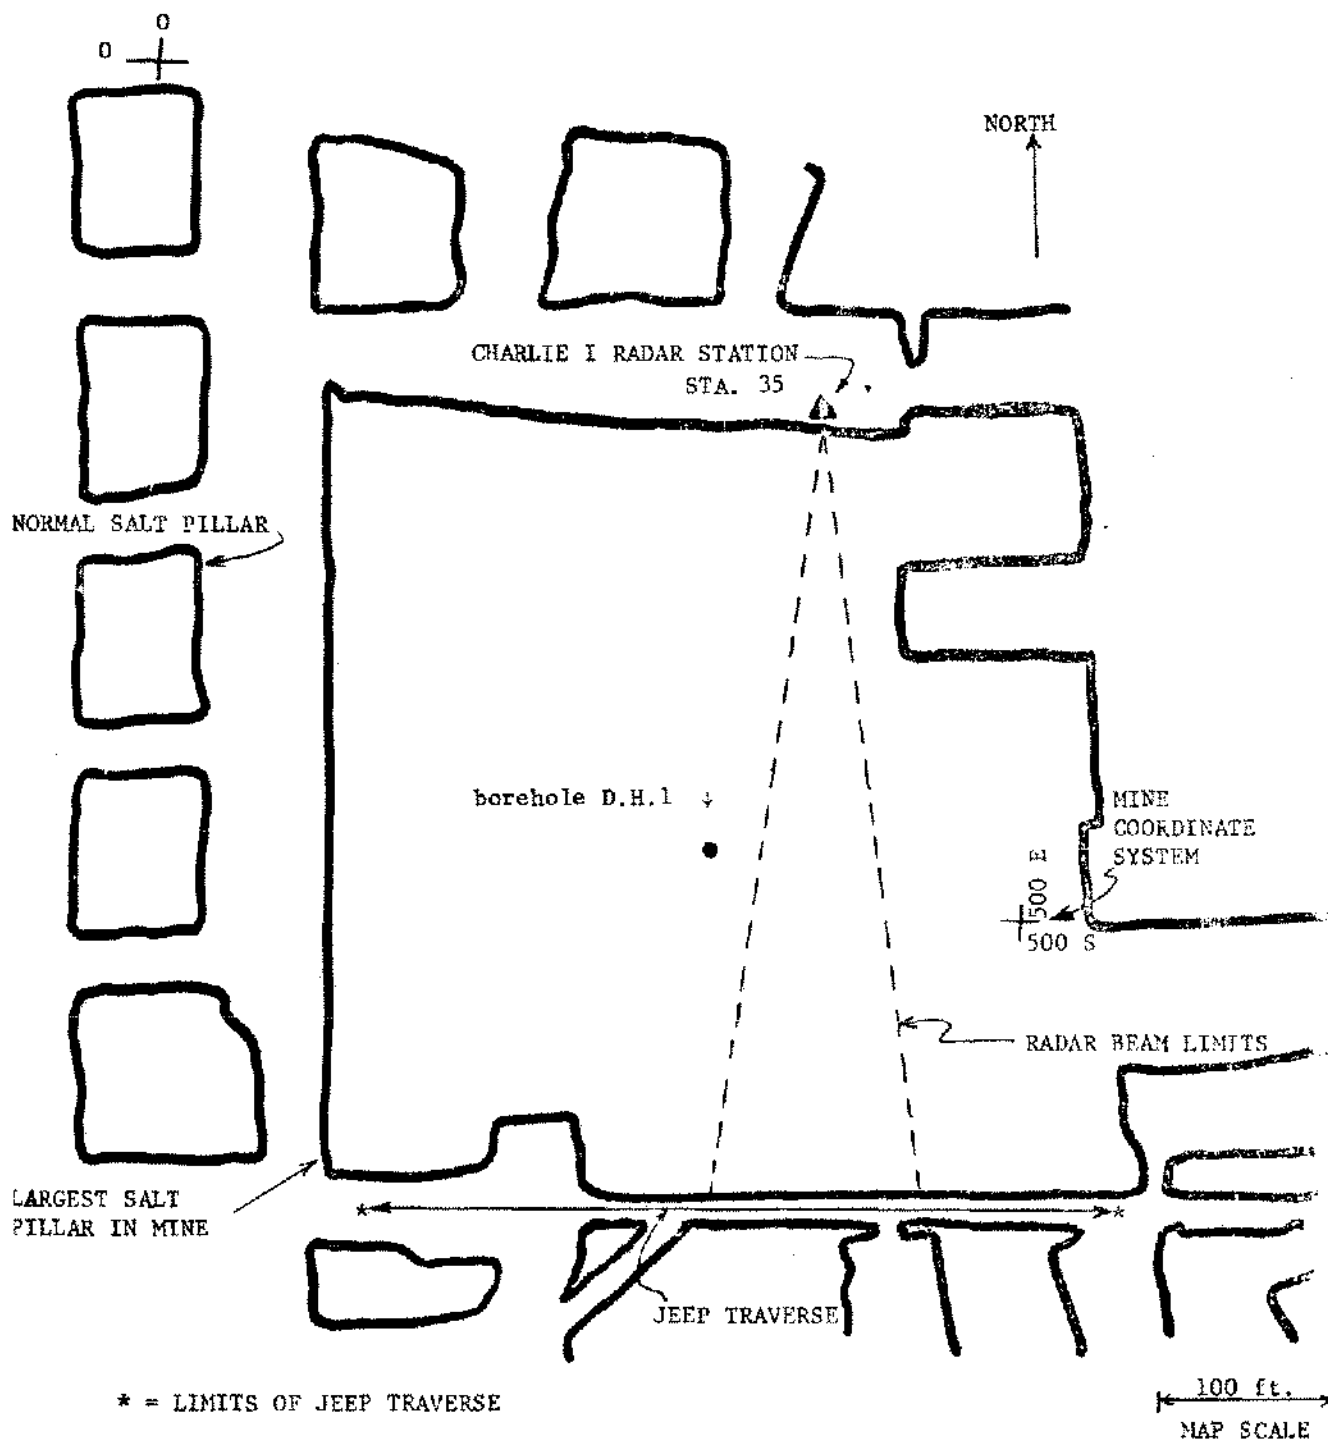 0
0
NORTH
CHARLIE I RADAR STATION
STA. 35
NORMAL SALT PILLAR
borehole D.H.1
MINE
COORDINATE
SYSTEM
500 E
500 S
RADAR BEAM LIMITS
LARGEST SALT
PILLAR IN MINE
*
*
JEEP TRAVERSE
* = LIMITS OF JEEP TRAVERSE
100 ft.
MAP SCALE